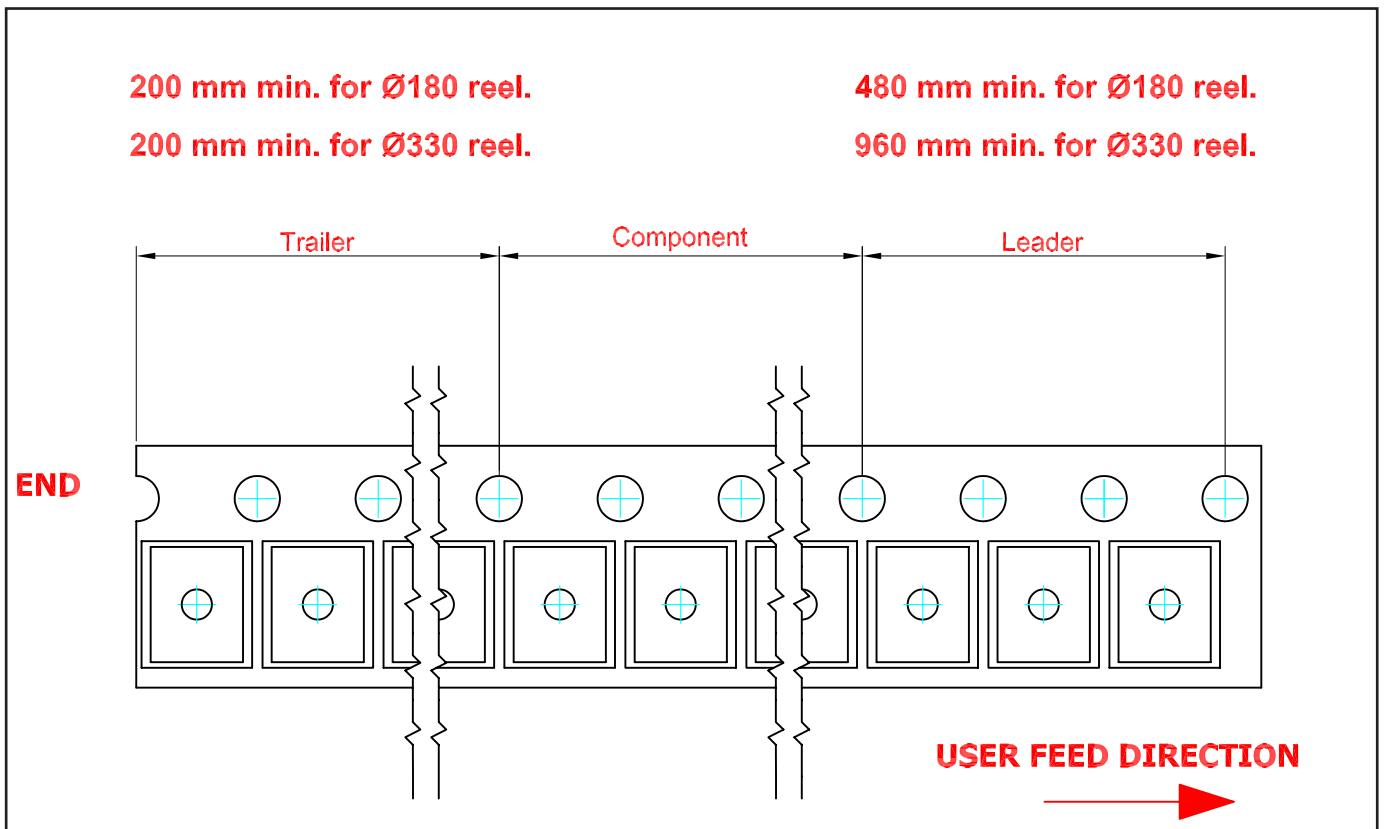 200 mm min. for Ø180 reel.
200 mm min. for Ø330 reel.
480 mm min. for Ø180 reel.
960 mm min. for Ø330 reel.
Trailer
Component
Leader
END
USER FEED DIRECTION